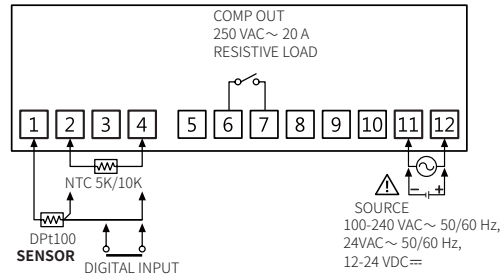 COMP OUT
250 VAC～ 20 A
RESISTIVE LOAD
1 2 3 4 5 6 7 8 9 10 11 12
NTC 5K/10K
− +
DPt100
SENSOR
DIGITAL INPUT
SOURCE
100-240 VAC～ 50/60 Hz,
24VAC～ 50/60 Hz,
12-24 VDC⎓